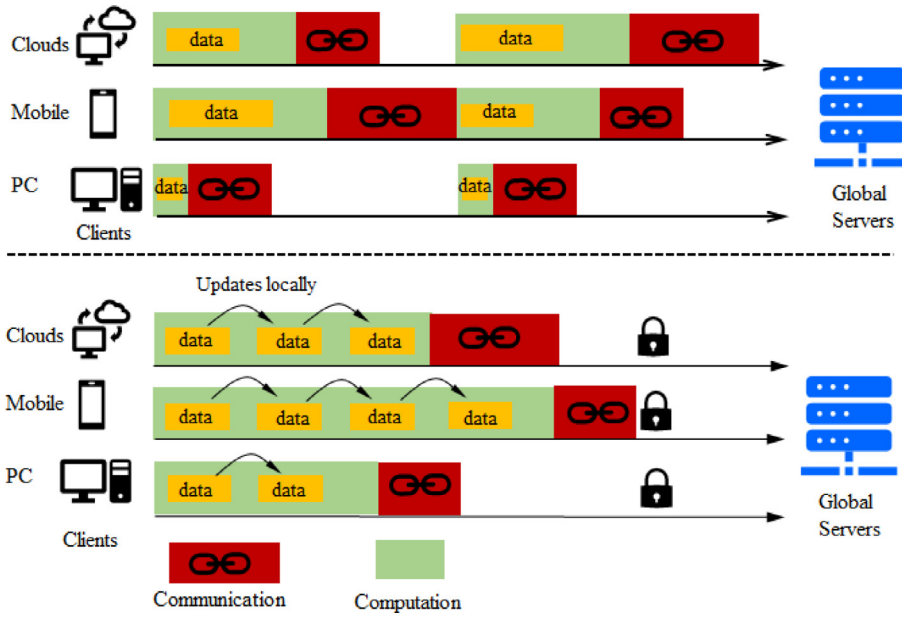 Clouds data data
Mobile data data
PC data data
Clients
Global
Servers
Updates locally
Clouds data data data
Mobile data data data data
PC data data
Clients
Global
Servers
Communication
Computation